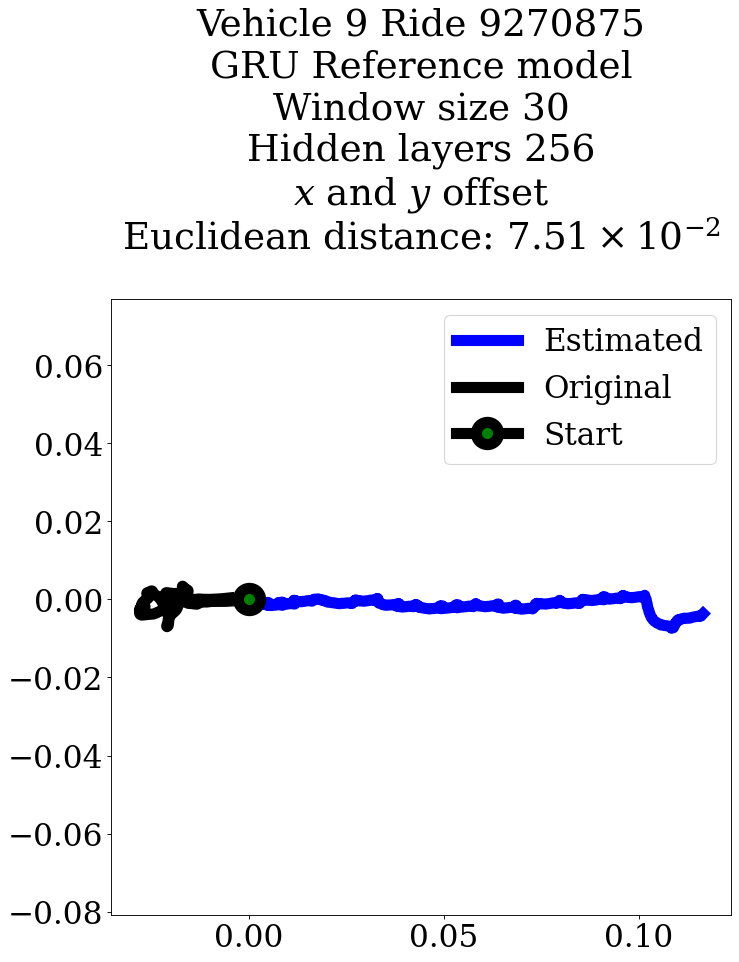 Vehicle 9 Ride 9270875
GRU Reference model
Window size 30
Hidden layers 256
x and y offset
Euclidean distance: 7.51 × 10⁻²
Estimated
Original
Start
0.06
0.04
0.02
0.00
−0.02
−0.04
−0.06
−0.08
0.00 0.05 0.10